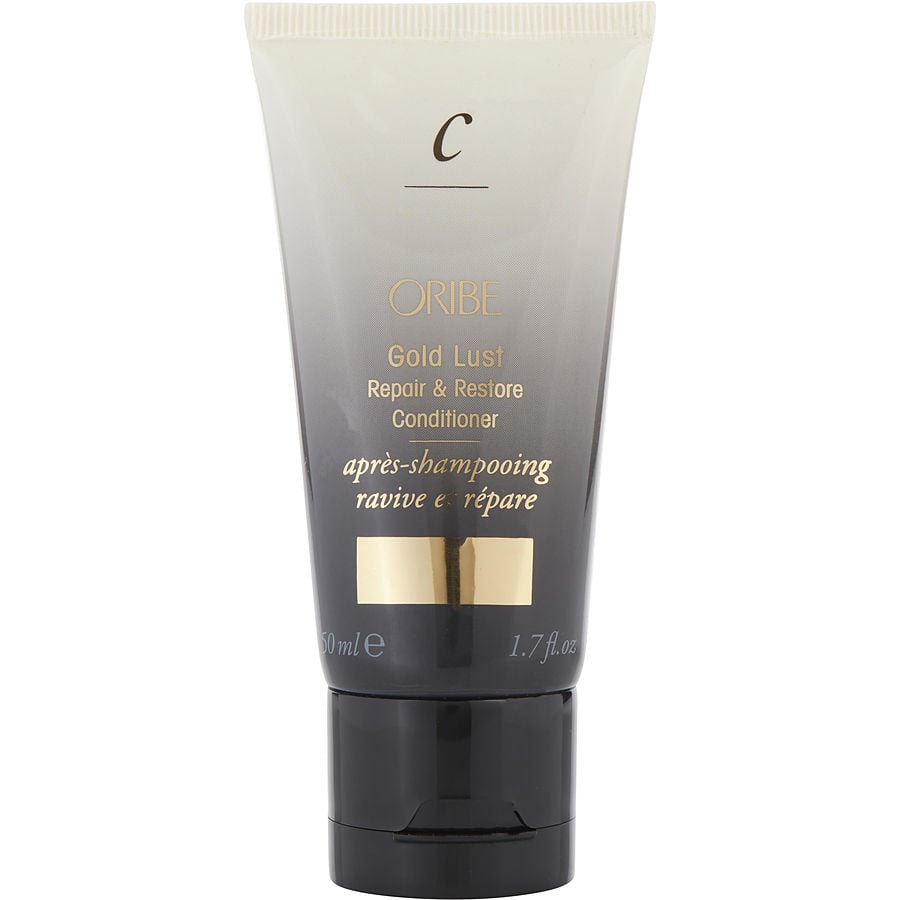 c
ORIBE
Gold Lust
Repair & Restore
Conditioner
après-shampooing
ravive et répare
50 ml ℮ 1.7 fl. oz